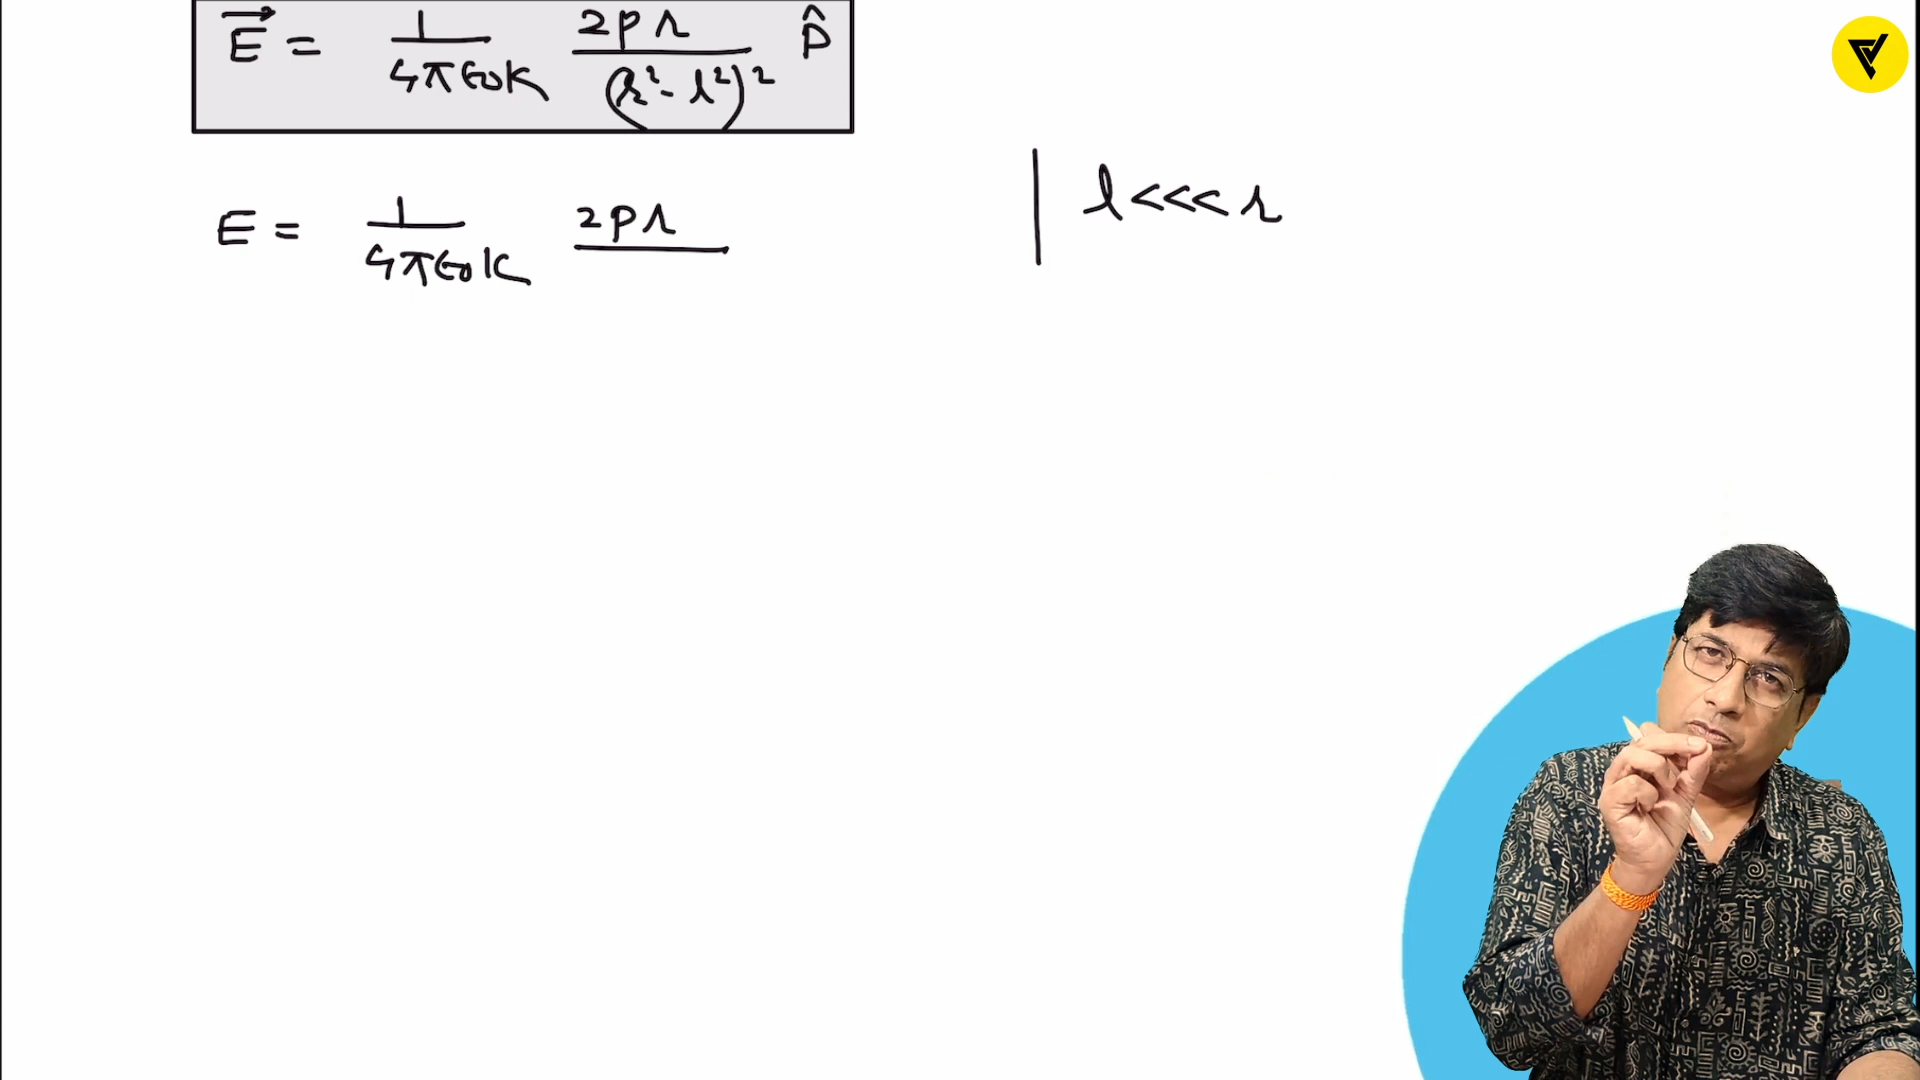 E⃗ = 1/(4πϵ₀K) 2pr/(r² - l²)² p̂
| l <<< r
E = 1/(4πϵ₀K) 2pr/